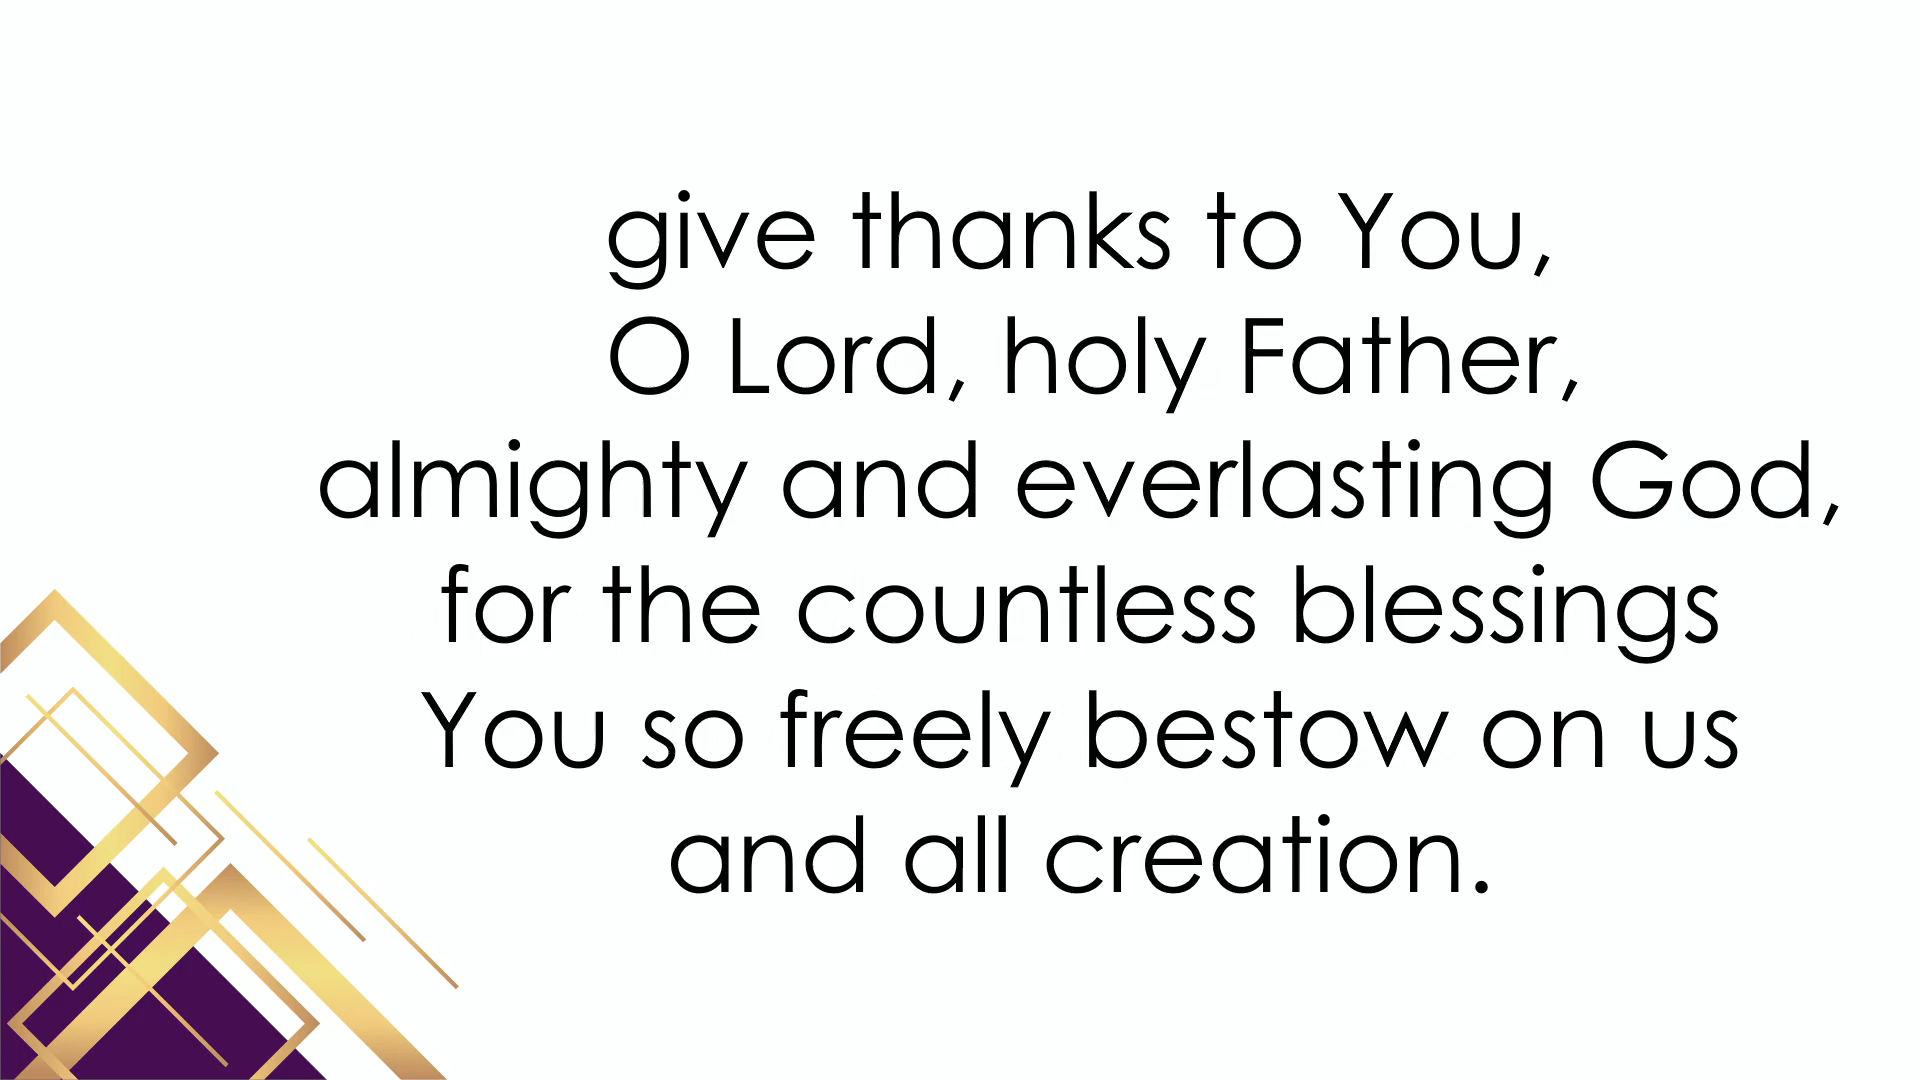 give thanks to You,
O Lord, holy Father,
almighty and everlasting God,
for the countless blessings
You so freely bestow on us
and all creation.